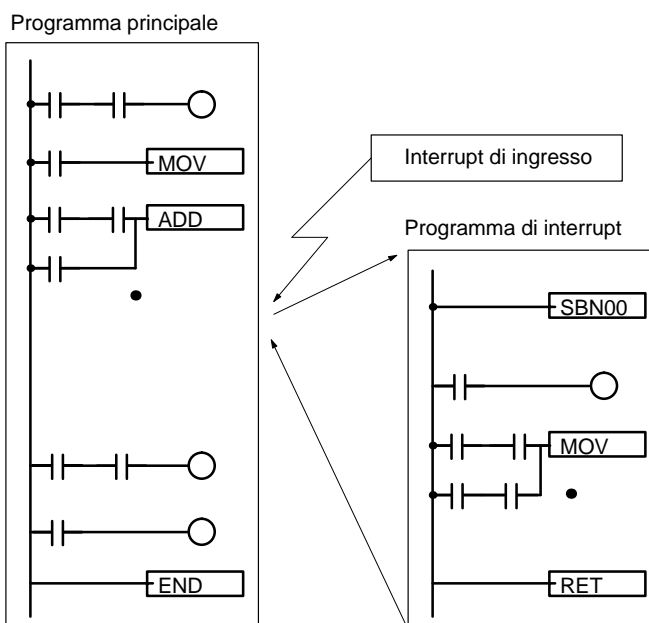 Programma principale
MOV
ADD
END
Interrupt di ingresso
Programma di interrupt
SBN00
MOV
RET